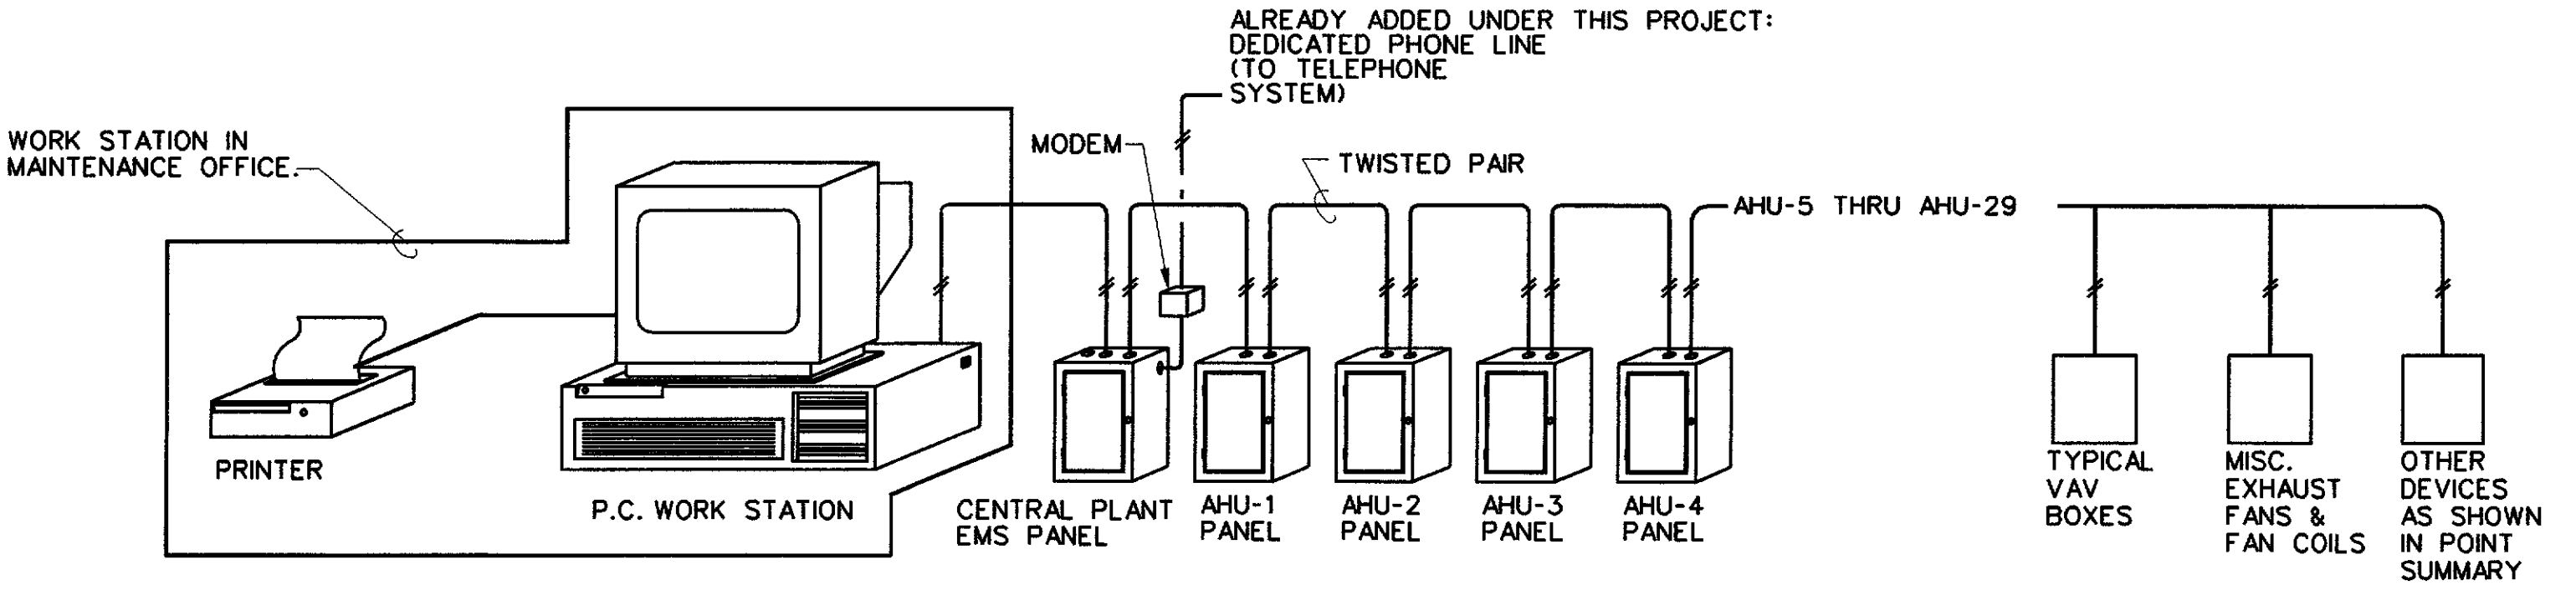 ALREADY ADDED UNDER THIS PROJECT:
DEDICATED PHONE LINE
(TO TELEPHONE
SYSTEM)
WORK STATION IN
MAINTENANCE OFFICE.
MODEM
TWISTED PAIR
AHU-5 THRU AHU-29
PRINTER
P.C. WORK STATION
CENTRAL PLANT
EMS PANEL
AHU-1
PANEL
AHU-2
PANEL
AHU-3
PANEL
AHU-4
PANEL
TYPICAL
VAV
BOXES
MISC.
EXHAUST
FANS &
FAN COILS
OTHER
DEVICES
AS SHOWN
IN POINT
SUMMARY